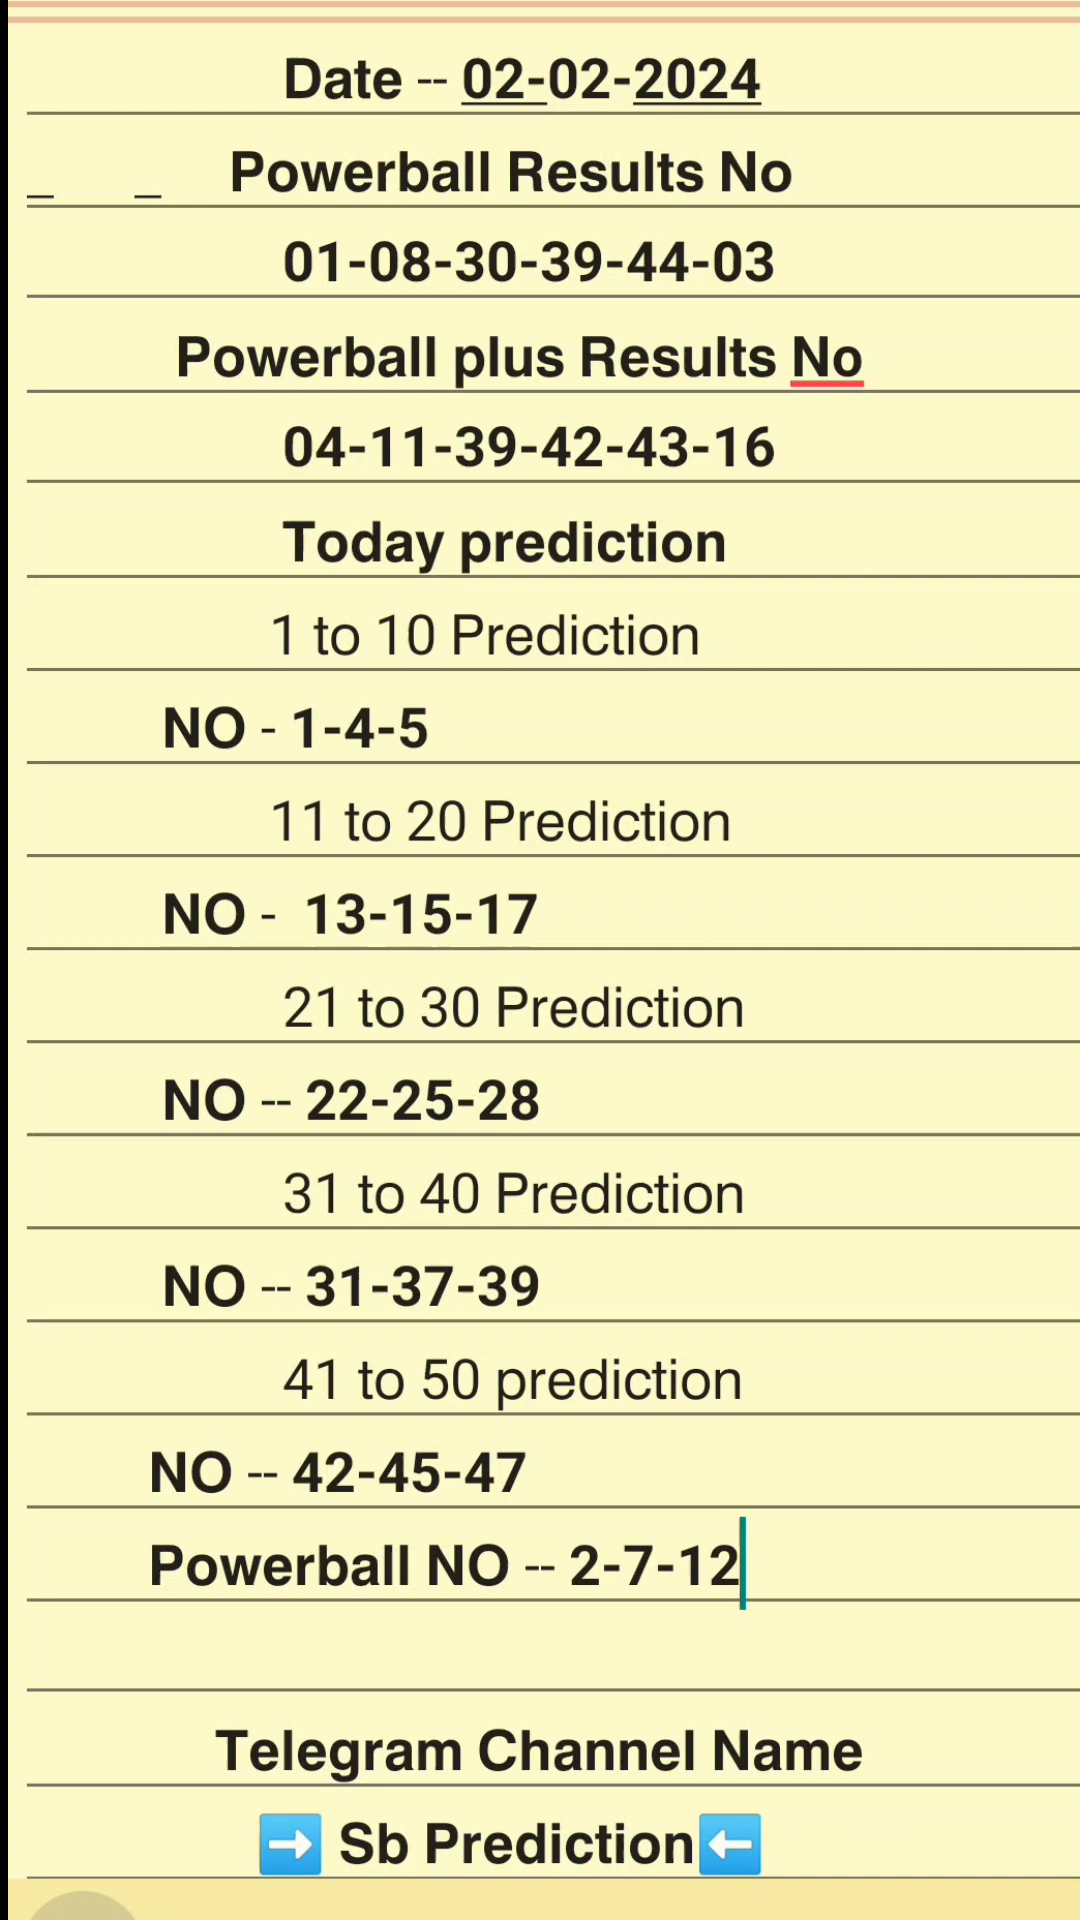 Date -- 02-02-2024
_ _ Powerball Results No
01-08-30-39-44-03
Powerball plus Results No
04-11-39-42-43-16
Today prediction
1 to 10 Prediction
NO - 1-4-5
11 to 20 Prediction
NO - 13-15-17
21 to 30 Prediction
NO -- 22-25-28
31 to 40 Prediction
NO -- 31-37-39
41 to 50 prediction
NO -- 42-45-47
Powerball NO -- 2-7-12
Telegram Channel Name
➡️ Sb Prediction⬅️